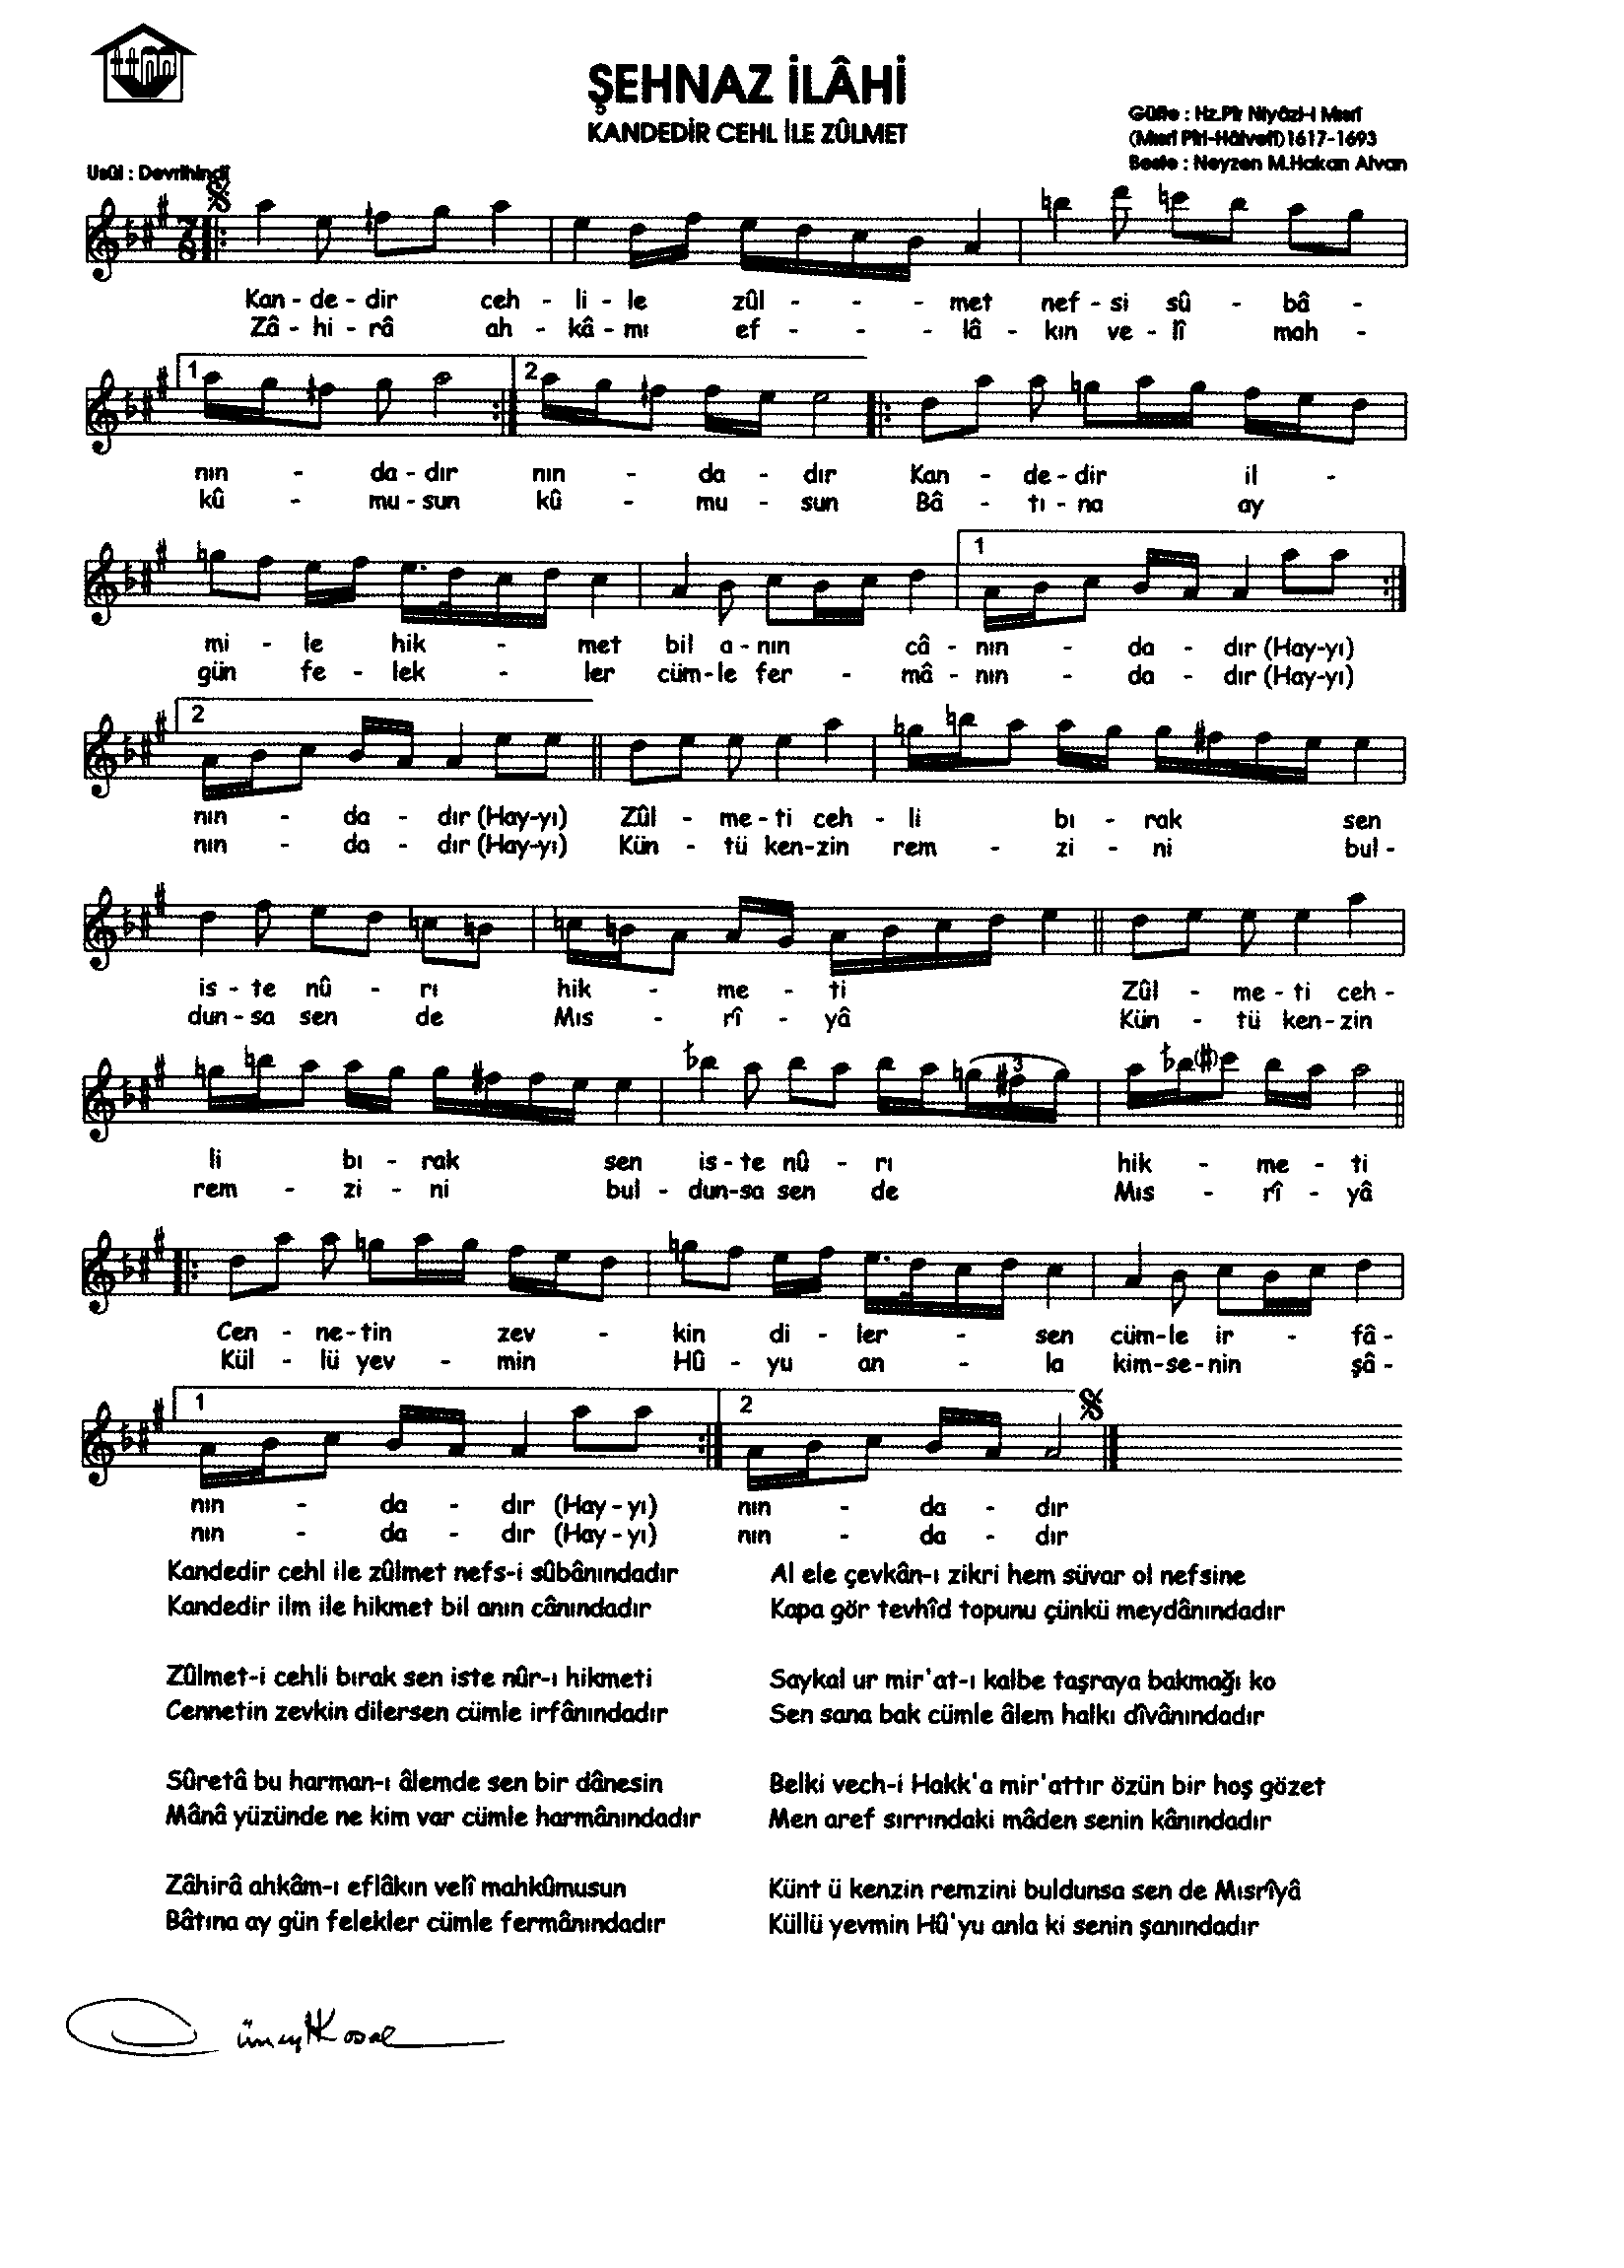 ŞEHNAZ İLÂHİ
KANDEDİR CEHL İLE ZÛLMET
Güfte : Hz.Pir Niyâzi-i Mısrî
(Mısrî Pîri-Hâlvetî)1617-1693
Beste : Neyzen M.Hakan Alvan
Usûl : Devrihindî
7 8
Kan - de - dir ceh - li - le zûl - - - met nef - si sû - bâ -
Zâ - hi - râ ah - kâ - mı ef - - - lâ - kın ve - lî mah -
1 2
nın - da - dır nın - da - dır Kan - de - dir il -
kû - mu - sun kû - mu - sun Bâ - tı - na ay
1
mi - le hik - met bil a - nın câ - nın - da - dır (Hay-yı)
gün fe - lek - ler cüm-le fer - mâ - nın - da - dır (Hay-yı)
2
nın - da - dır (Hay-yı) Zûl - me - ti ceh - li bı - rak sen
nın - da - dır (Hay-yı) Kün - tü ken-zin rem - zi - ni bul -
is - te nû - rı hik - me - ti Zûl - me - ti ceh -
dun - sa sen de Mıs - rî - yâ Kün - tü ken-zin
3
li bı - rak sen is - te nû - rı hik - me - ti
rem - zi - ni bul - dun-sa sen de Mıs - rî - yâ
Cen - ne-tin zev - kin di - ler - sen cüm-le ir - fâ -
Kül - lü yev - min Hû - yu an - la kim-se-nin şâ -
1 2
nın - da - dır (Hay - yı) nın - da - dır
nın - da - dır (Hay - yı) nın - da - dır
Kandedir cehl ile zûlmet nefs-i sûbânındadır
Kandedir ilm ile hikmet bil anın cânındadır
Zûlmet-i cehli bırak sen iste nûr-ı hikmeti
Cennetin zevkin dilersen cümle irfânındadır
Sûretâ bu harman-ı âlemde sen bir dânesin
Mânâ yüzünde ne kim var cümle harmânındadır
Zâhirâ ahkâm-ı eflâkın velî mahkûmusun
Bâtına ay gün felekler cümle fermânındadır
Al ele çevkân-ı zikri hem süvar ol nefsine
Kapa gör tevhîd topunu çünkü meydânındadır
Saykal ur mir'at-ı kalbe taşraya bakmağı ko
Sen sana bak cümle âlem halkı dîvânındadır
Belki vech-i Hakk'a mir'attır özün bir hoş gözet
Men aref sırrındaki mâden senin kânındadır
Künt ü kenzin remzini buldunsa sen de Mısrîyâ
Küllü yevmin Hû'yu anla ki senin şanındadır